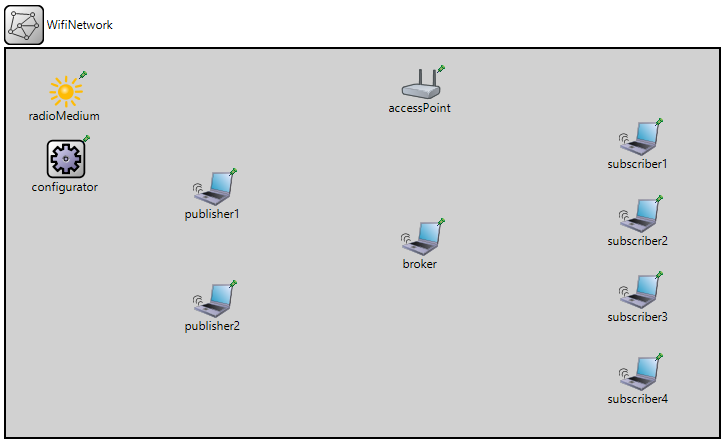 WifiNetwork
radioMedium
accessPoint
configurator
subscriber1
publisher1
subscriber2
broker
publisher2
subscriber3
subscriber4